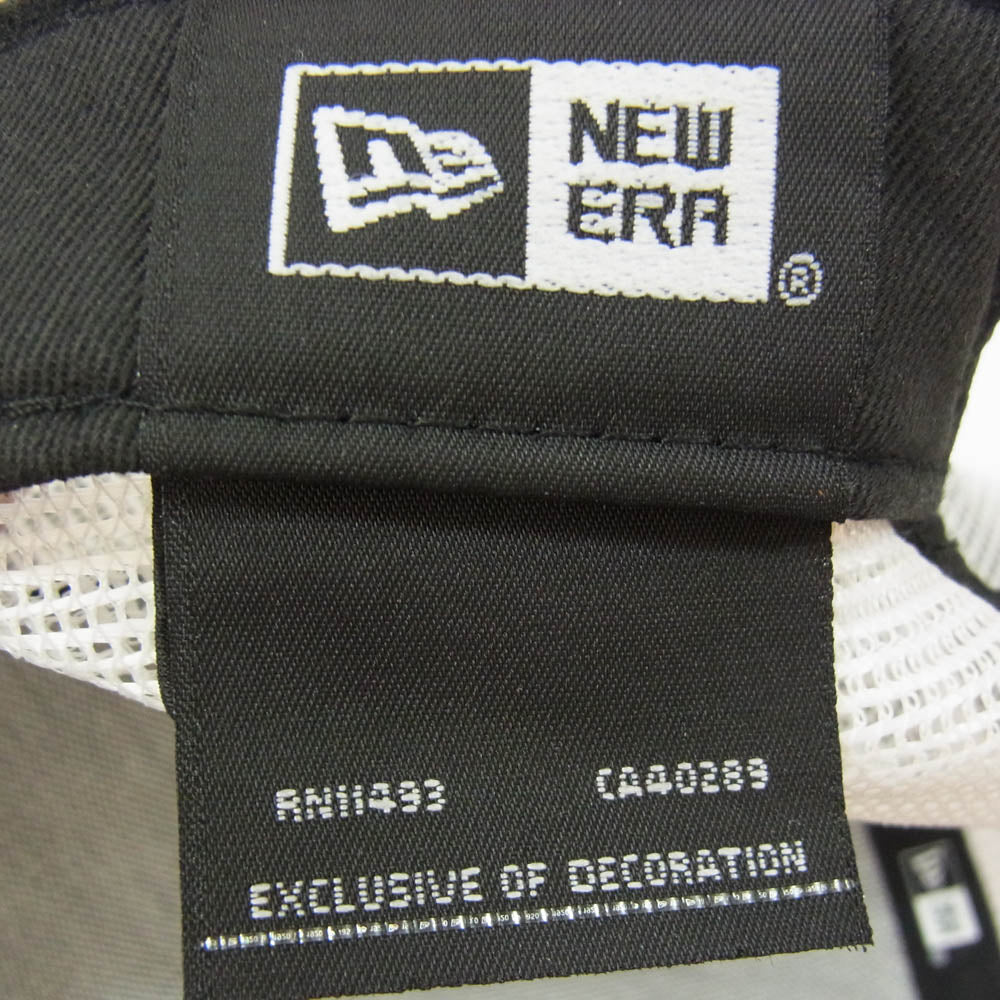 NEW
ERA
®
RN11493 CA40289
EXCLUSIVE OF DECORATION